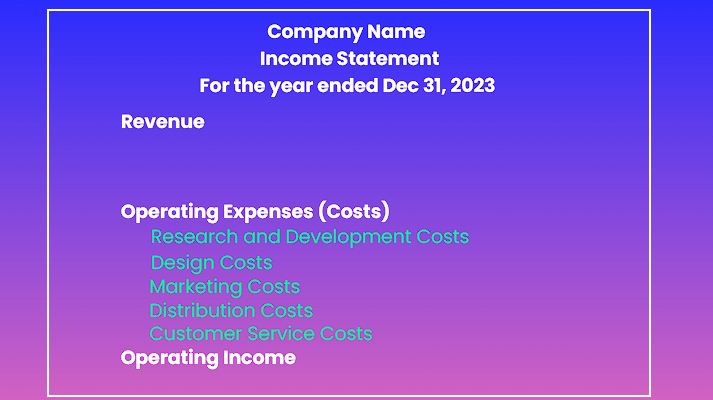 Company Name
Income Statement
For the year ended Dec 31, 2023
Revenue
Operating Expenses (Costs)
Research and Development Costs
Design Costs
Marketing Costs
Distribution Costs
Customer Service Costs
Operating Income